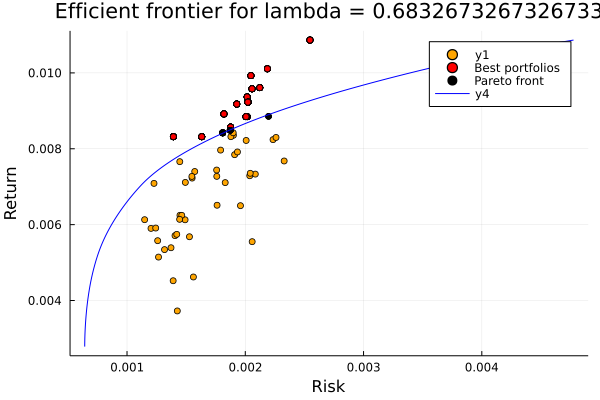 Efficient frontier for lambda = 0.6832673267326733
y1
Best portfolios
Pareto front
y4
0.010
0.008
0.006
0.004
Return
0.001
0.002
0.003
0.004
Risk